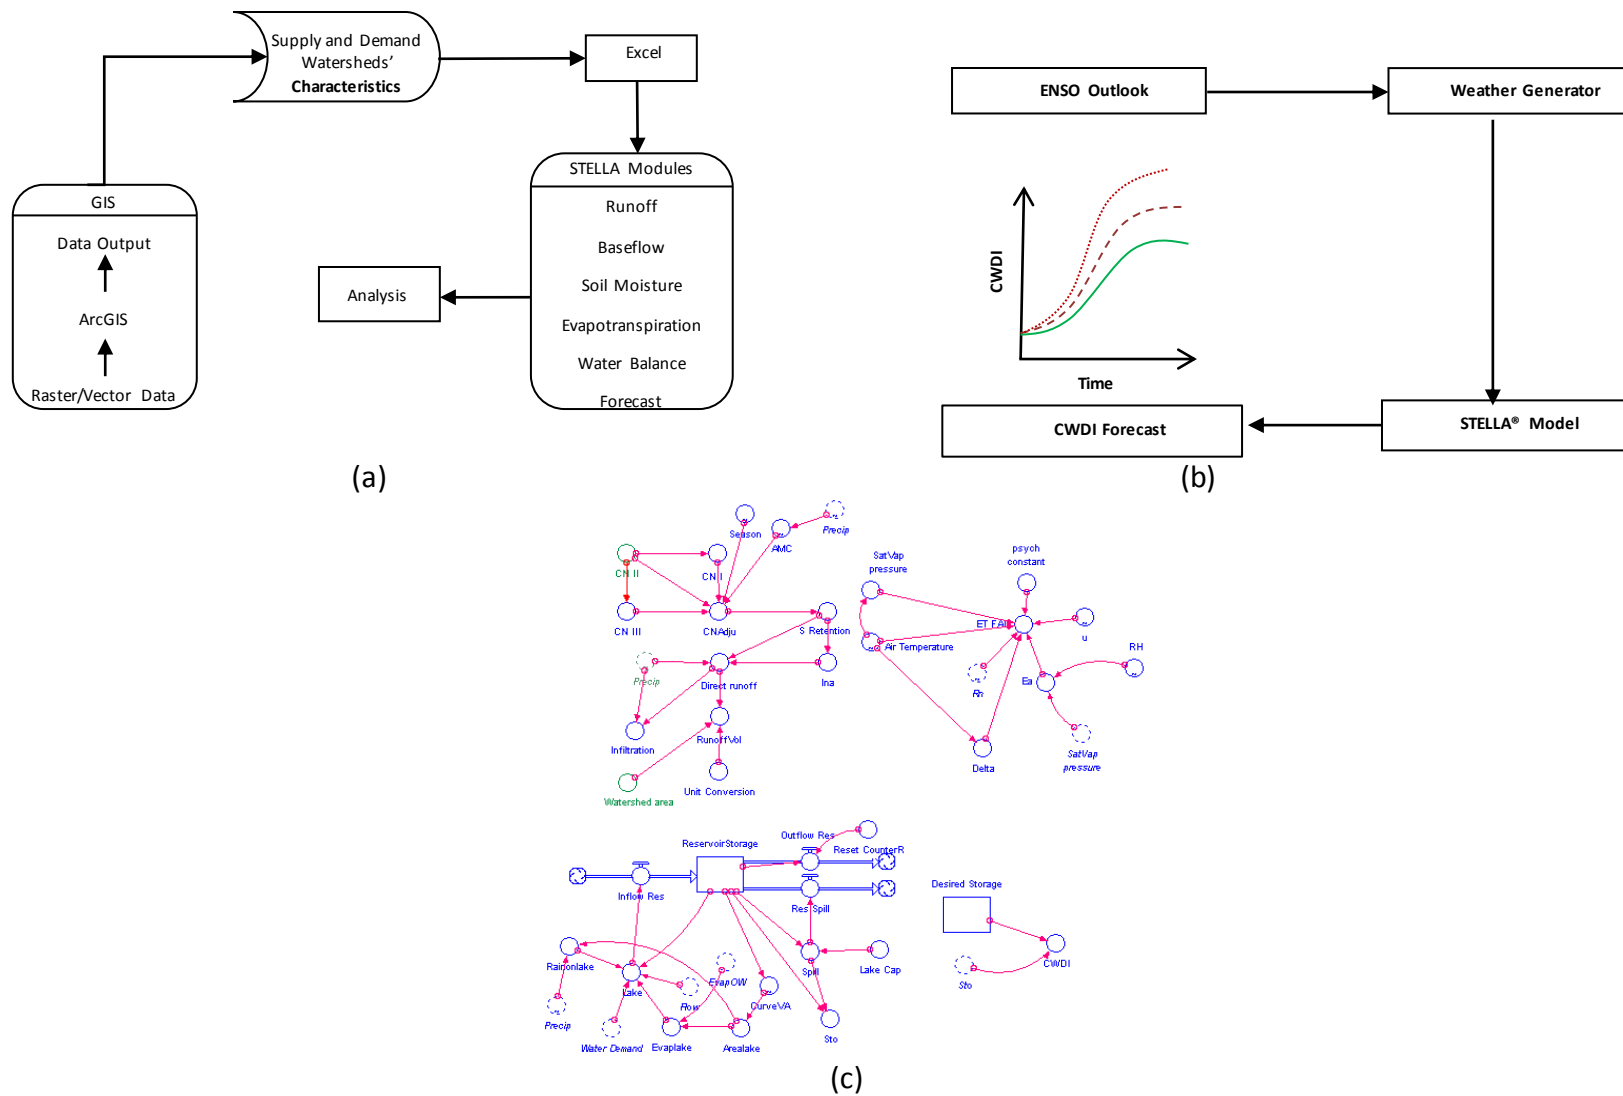 Supply and Demand
Watersheds’
Characteristics
Excel
GIS
Data Output
ArcGIS
Raster/Vector Data
STELLA Modules
Runoff
Baseflow
Soil Moisture
Evapotranspiration
Water Balance
Forecast
Analysis
(a)
ENSO Outlook
Weather Generator
CWDI
Time
CWDI Forecast
STELLA® Model
(b)
Season
AMC
Precip
CN II
CN I
CN III
CNAdju
S Retention
Precip
Direct runoff
Ina
Infiltration
RunoffVol
Watershed area
Unit Conversion
SatVap
pressure
psych
constant
ET FAI
u
Air Temperature
Rn
Ea
RH
Delta
SatVap
pressure
ReservoirStorage
Outflow Res
Reset CounterR
Inflow Res
Res Spill
Desired Storage
Rainonlake
Lake
Flow
EvapOW
CurveVA
Spill
Lake Cap
Sto
CWDI
Precip
Water Demand
Evaplake
Arealake
Sto
(c)